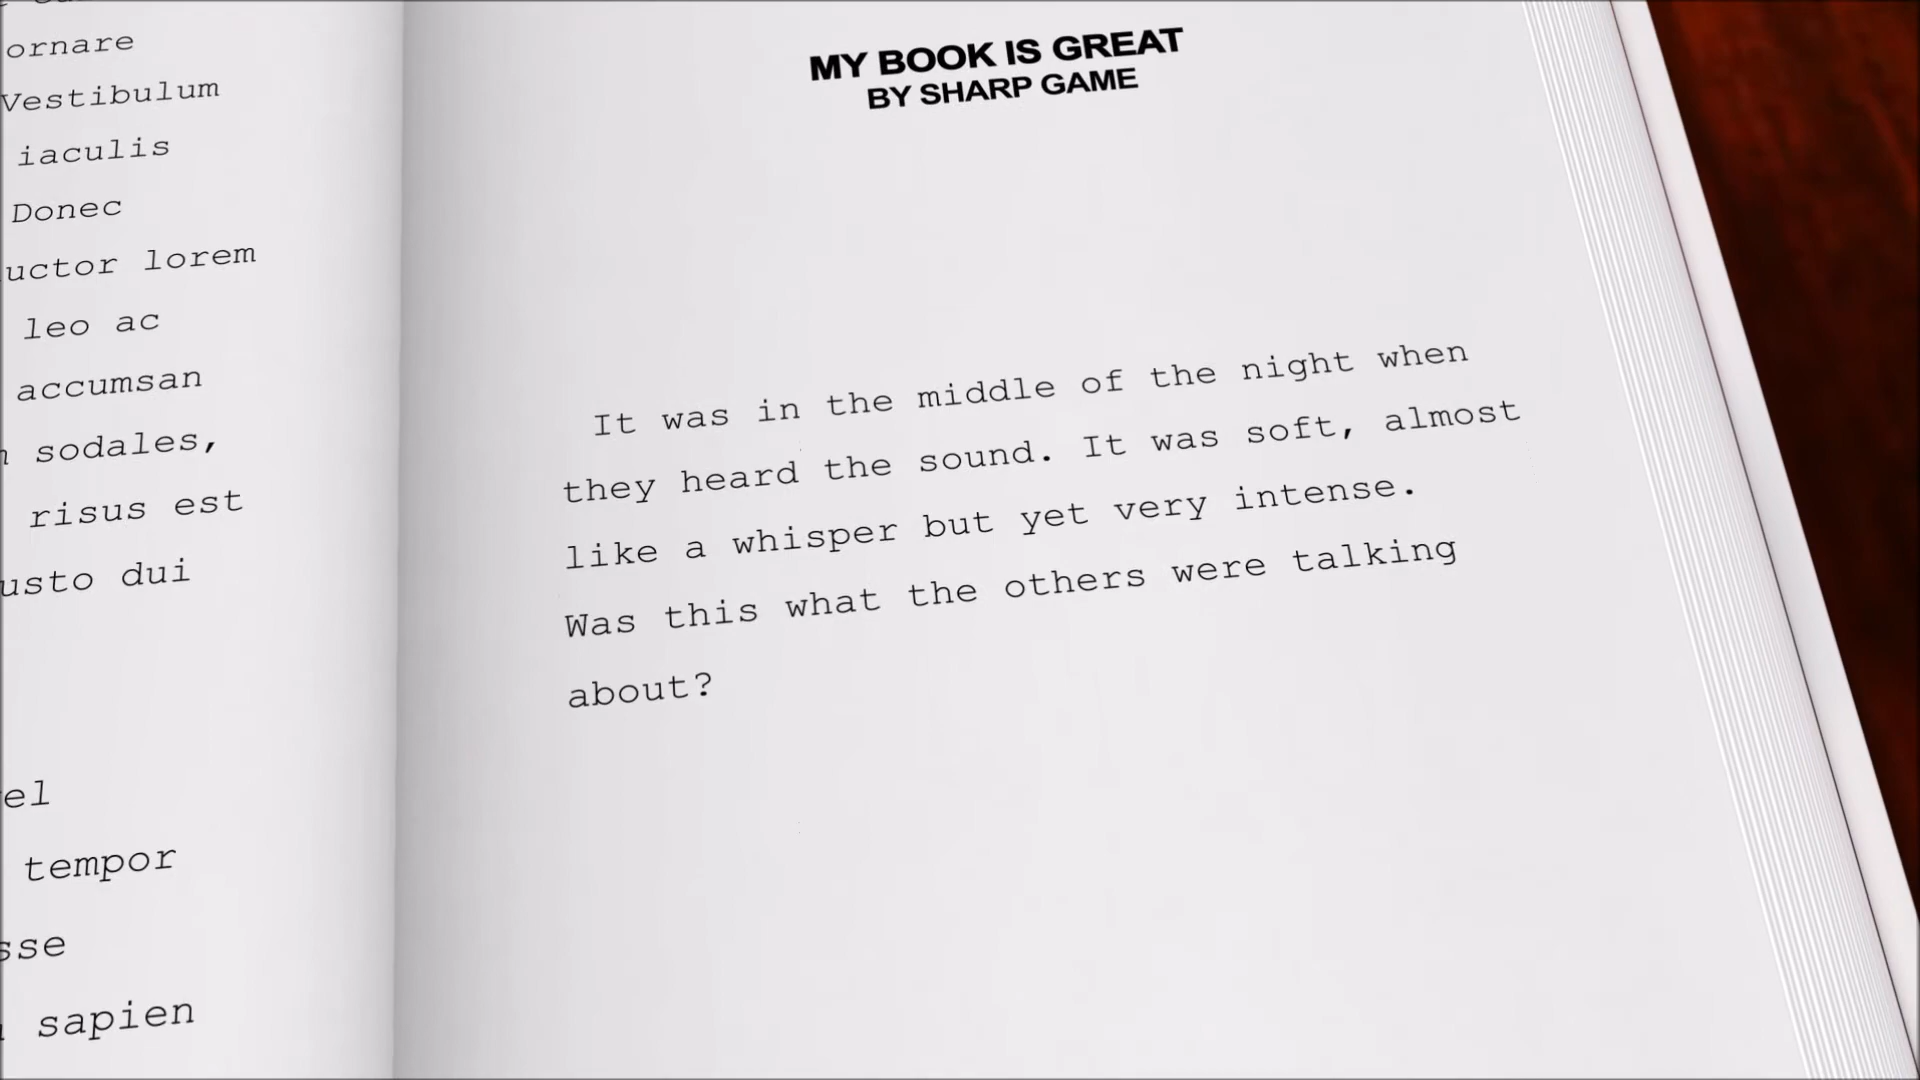 ornare
Vestibulum
iaculis
Donec
uctor lorem
leo ac
accumsan
sodales,
risus est
usto dui
el
tempor
sse
sapien
MY BOOK IS GREAT
BY SHARP GAME
It was in the middle of the night when
they heard the sound. It was soft, almost
like a whisper but yet very intense.
Was this what the others were talking
about?